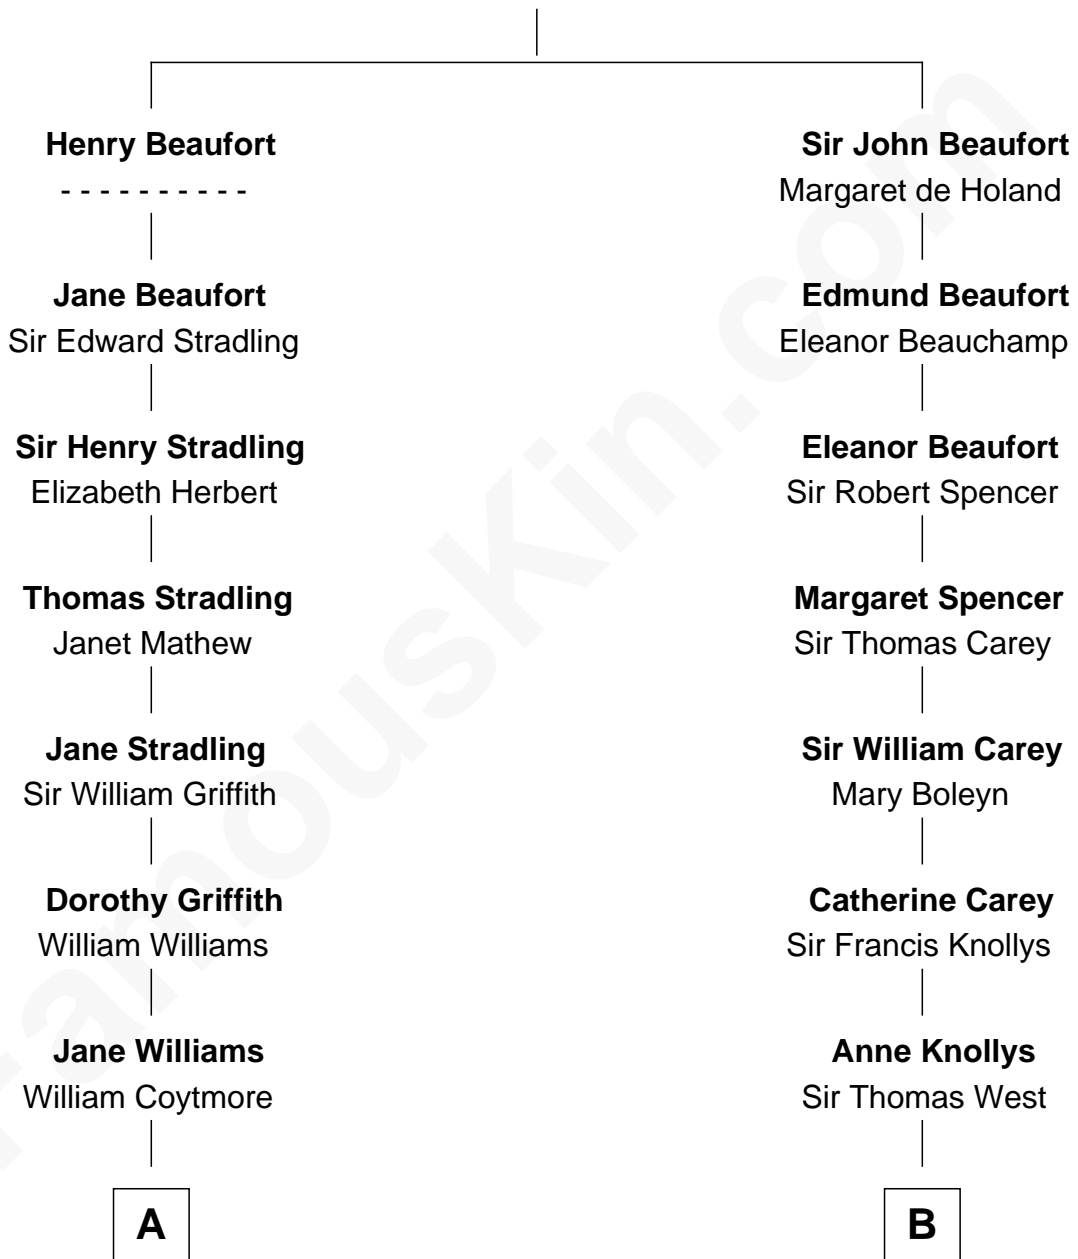 Henry Beaufort
- - - - - - - - - -
Jane Beaufort
Sir Edward Stradling
Sir Henry Stradling
Elizabeth Herbert
Thomas Stradling
Janet Mathew
Jane Stradling
Sir William Griffith
Dorothy Griffith
William Williams
Jane Williams
William Coytmore
A
Sir John Beaufort
Margaret de Holand
Edmund Beaufort
Eleanor Beauchamp
Eleanor Beaufort
Sir Robert Spencer
Margaret Spencer
Sir Thomas Carey
Sir William Carey
Mary Boleyn
Catherine Carey
Sir Francis Knollys
Anne Knollys
Sir Thomas West
B
FamousKin.com